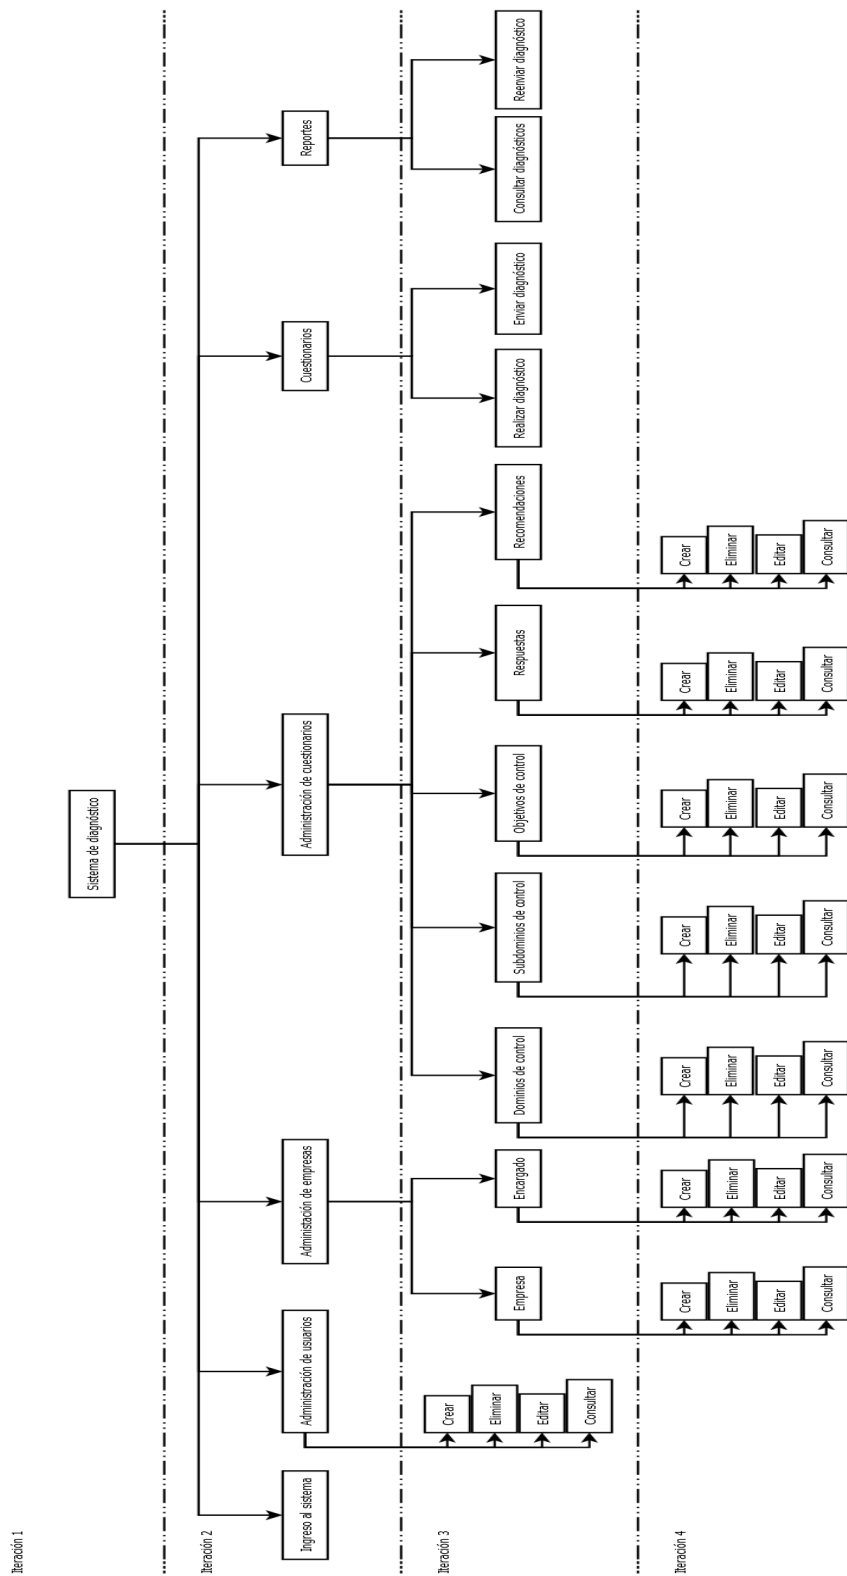 Iteración 1
Sistema de diagnóstico
Iteración 2
Ingreso al sistema
Administración de usuarios
Administación de empresas
Administración de cuestionarios
Cuestionarios
Reportes
Iteración 3
Crear
Eliminar
Editar
Consultar
Empresa
Encargado
Dominios de control
Subdominios de control
Objetivos de control
Respuestas
Recomendaciones
Realizar diagnóstico
Enviar diagnóstico
Consultar diagnósticos
Reenviar diagnóstico
Iteración 4
Crear
Eliminar
Editar
Consultar
Crear
Eliminar
Editar
Consultar
Crear
Eliminar
Editar
Consultar
Crear
Eliminar
Editar
Consultar
Crear
Eliminar
Editar
Consultar
Crear
Eliminar
Editar
Consultar
Crear
Eliminar
Editar
Consultar